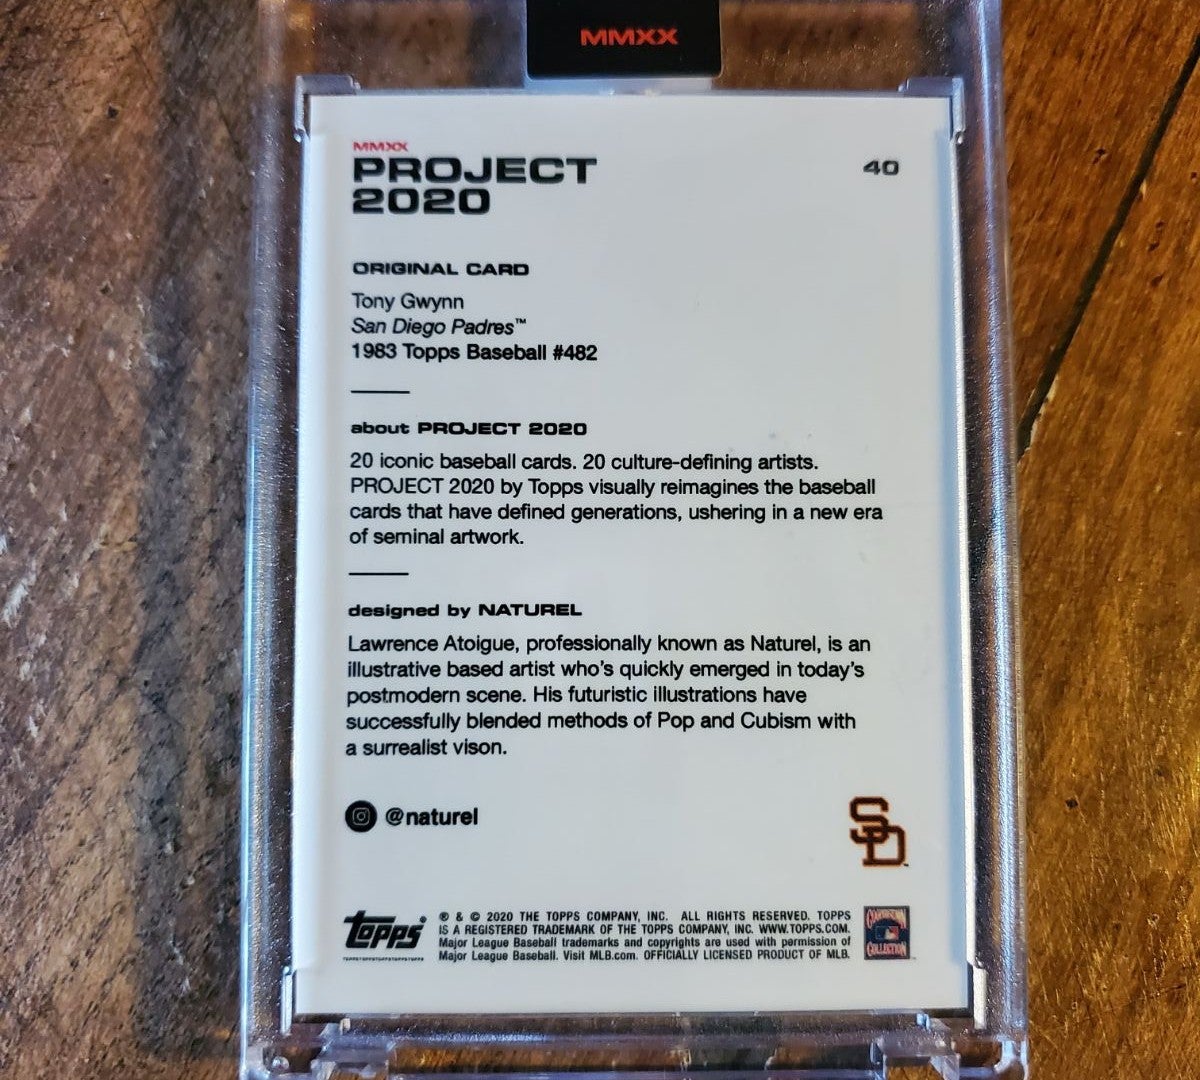 MMXX
MMXX
PROJECT
2020
40
ORIGINAL CARD
Tony Gwynn
San Diego Padres™
1983 Topps Baseball #482
about PROJECT 2020
20 iconic baseball cards. 20 culture-defining artists.
PROJECT 2020 by Topps visually reimagines the baseball
cards that have defined generations, ushering in a new era
of seminal artwork.
designed by NATUREL
Lawrence Atoigue, professionally known as Naturel, is an
illustrative based artist who's quickly emerged in today's
postmodern scene. His futuristic illustrations have
successfully blended methods of Pop and Cubism with
a surrealist vison.
@naturel
SD
topps
® & © 2020 THE TOPPS COMPANY, INC. ALL RIGHTS RESERVED. TOPPS
IS A REGISTERED TRADEMARK OF THE TOPPS COMPANY, INC. WWW.TOPPS.COM.
Major League Baseball trademarks and copyrights are used with permission of
Major League Baseball. Visit MLB.com. OFFICIALLY LICENSED PRODUCT OF MLB.
COOPERSTOWN
COLLECTION